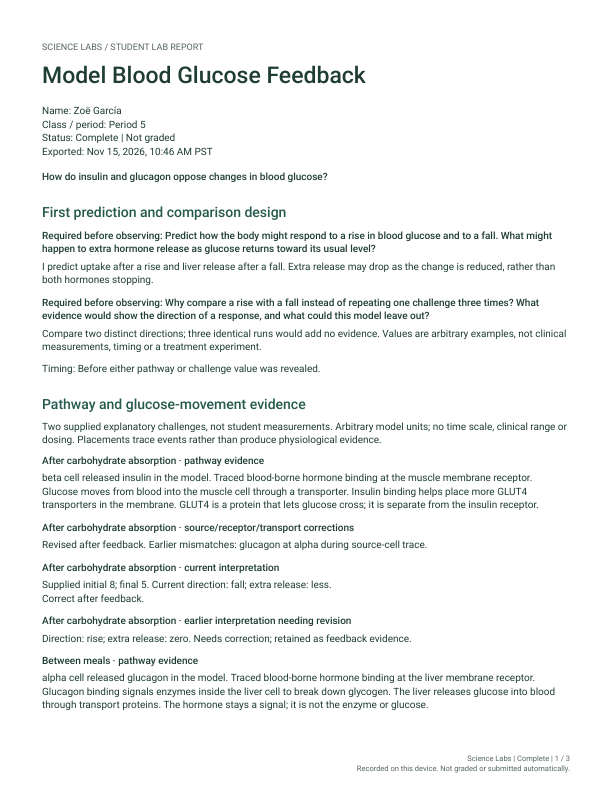 SCIENCE LABS / STUDENT LAB REPORT
Model Blood Glucose Feedback
Name: Zoë García
Class / period: Period 5
Status: Complete | Not graded
Exported: Nov 15, 2026, 10:46 AM PST
How do insulin and glucagon oppose changes in blood glucose?
First prediction and comparison design
Required before observing: Predict how the body might respond to a rise in blood glucose and to a fall. What might
happen to extra hormone release as glucose returns toward its usual level?
I predict uptake after a rise and liver release after a fall. Extra release may drop as the change is reduced, rather than
both hormones stopping.
Required before observing: Why compare a rise with a fall instead of repeating one challenge three times? What
evidence would show the direction of a response, and what could this model leave out?
Compare two distinct directions; three identical runs would add no evidence. Values are arbitrary examples, not clinical
measurements, timing or a treatment experiment.
Timing: Before either pathway or challenge value was revealed.
Pathway and glucose-movement evidence
Two supplied explanatory challenges, not student measurements. Arbitrary model units; no time scale, clinical range or
dosing. Placements trace events rather than produce physiological evidence.
After carbohydrate absorption · pathway evidence
beta cell released insulin in the model. Traced blood-borne hormone binding at the muscle membrane receptor.
Glucose moves from blood into the muscle cell through a transporter. Insulin binding helps place more GLUT4
transporters in the membrane. GLUT4 is a protein that lets glucose cross; it is separate from the insulin receptor.
After carbohydrate absorption · source/receptor/transport corrections
Revised after feedback. Earlier mismatches: glucagon at alpha during source-cell trace.
After carbohydrate absorption · current interpretation
Supplied initial 8; final 5. Current direction: fall; extra release: less.
Correct after feedback.
After carbohydrate absorption · earlier interpretation needing revision
Direction: rise; extra release: zero. Needs correction; retained as feedback evidence.
Between meals · pathway evidence
alpha cell released glucagon in the model. Traced blood-borne hormone binding at the liver membrane receptor.
Glucagon binding signals enzymes inside the liver cell to break down glycogen. The liver releases glucose into blood
through transport proteins. The hormone stays a signal; it is not the enzyme or glucose.
Science Labs | Complete | 1 / 3
Recorded on this device. Not graded or submitted automatically.